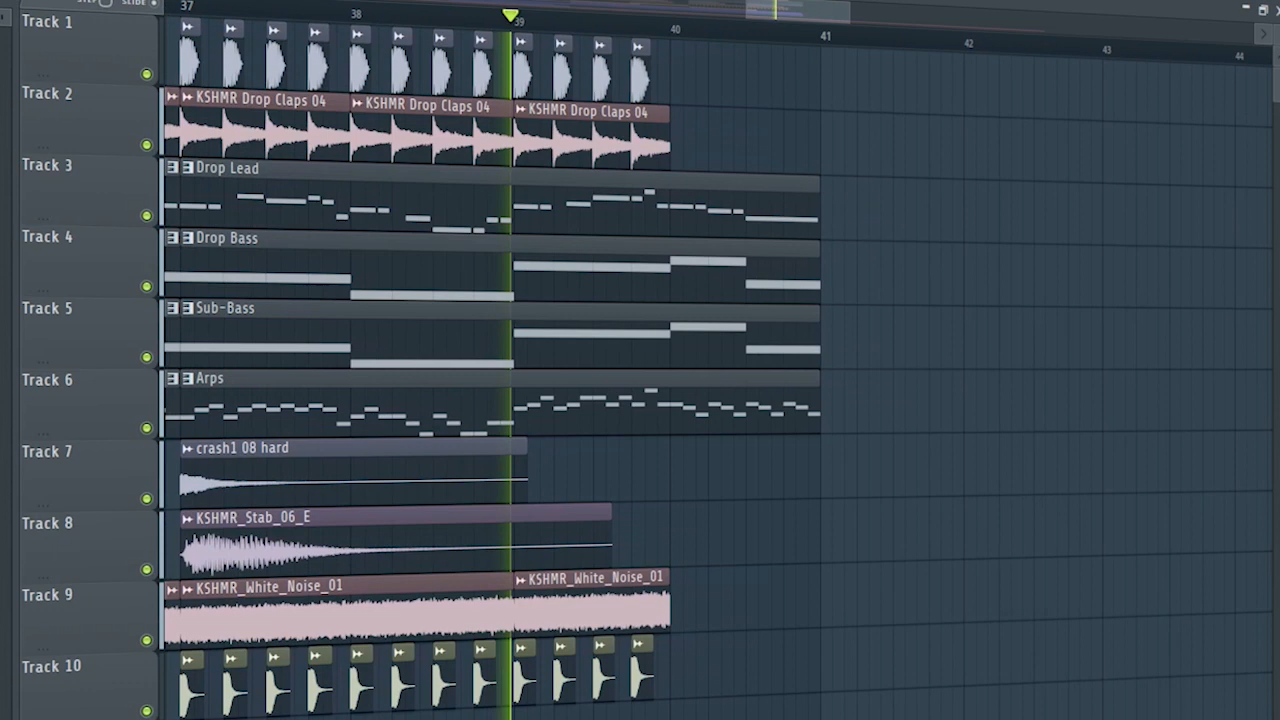 SLIDE
37 38 39 40 41 42 43 44
Track 1
Track 2
KSHMR Drop Claps 04 KSHMR Drop Claps 04 KSHMR Drop Claps 04
Track 3
Drop Lead
Track 4
Drop Bass
Track 5
Sub-Bass
Track 6
Arps
Track 7
crash1 08 hard
Track 8
KSHMR_Stab_06_E
Track 9
KSHMR_White_Noise_01 KSHMR_White_Noise_01
Track 10